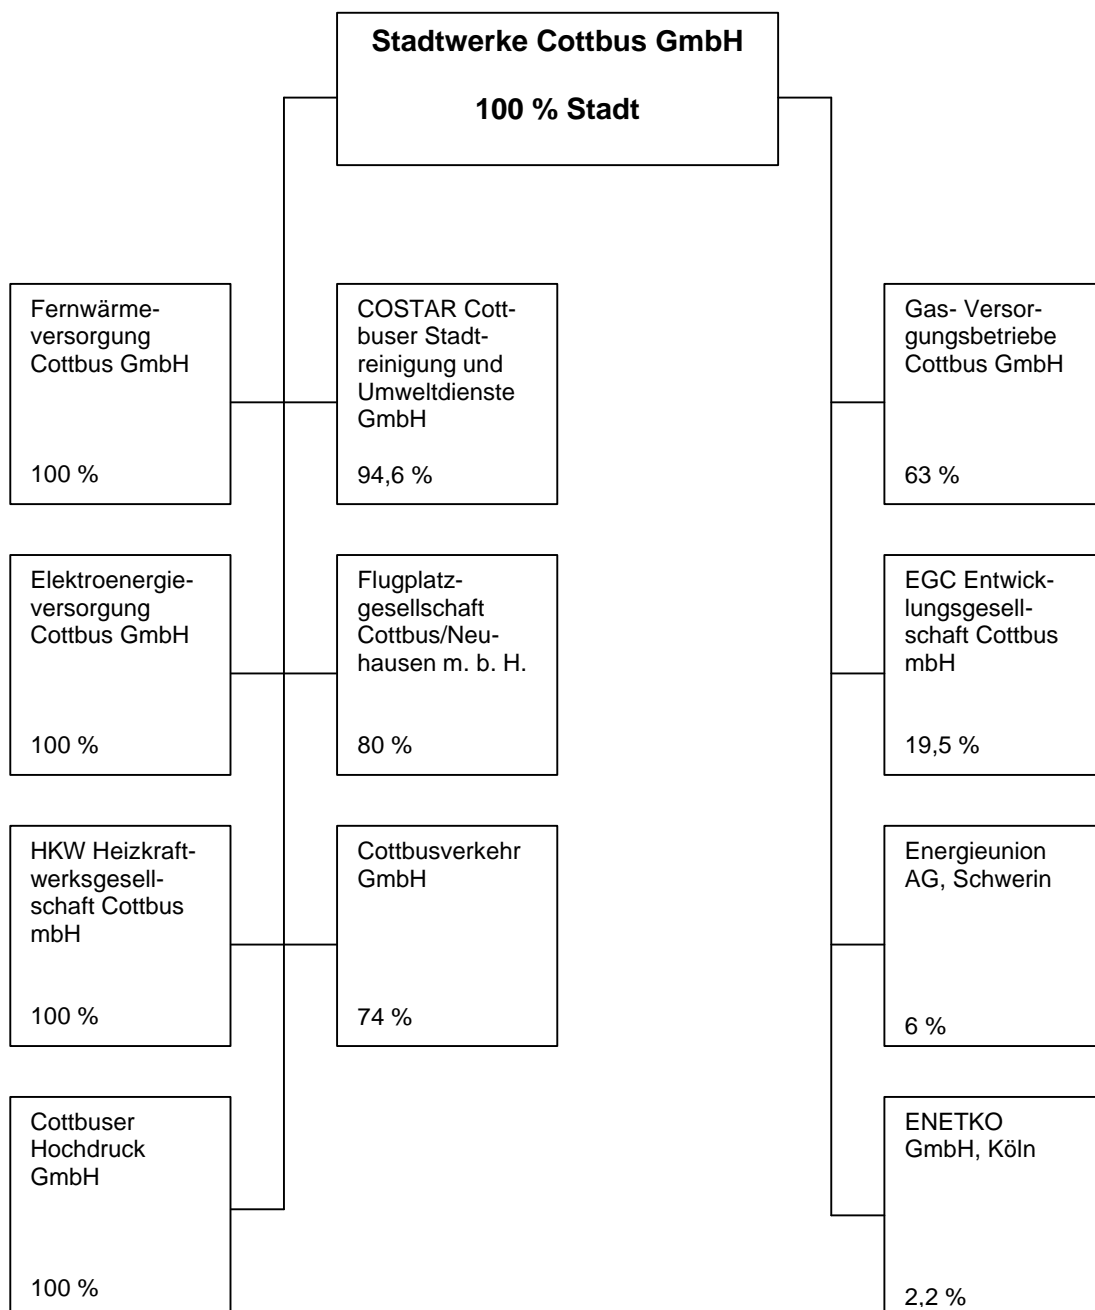 Stadtwerke Cottbus GmbH
100 % Stadt
Fernwärme-
versorgung
Cottbus GmbH
100 %
COSTAR Cott-
buser Stadt-
reinigung und
Umweltdienste
GmbH
94,6 %
Gas- Versor-
gungsbetriebe
Cottbus GmbH
63 %
Elektroenergie-
versorgung
Cottbus GmbH
100 %
Flugplatz-
gesellschaft
Cottbus/Neu-
hausen m. b. H.
80 %
EGC Entwick-
lungsgesell-
schaft Cottbus
mbH
19,5 %
HKW Heizkraft-
werksgesell-
schaft Cottbus
mbH
100 %
Cottbusverkehr
GmbH
74 %
Energieunion
AG, Schwerin
6 %
Cottbuser
Hochdruck
GmbH
100 %
ENETKO
GmbH, Köln
2,2 %